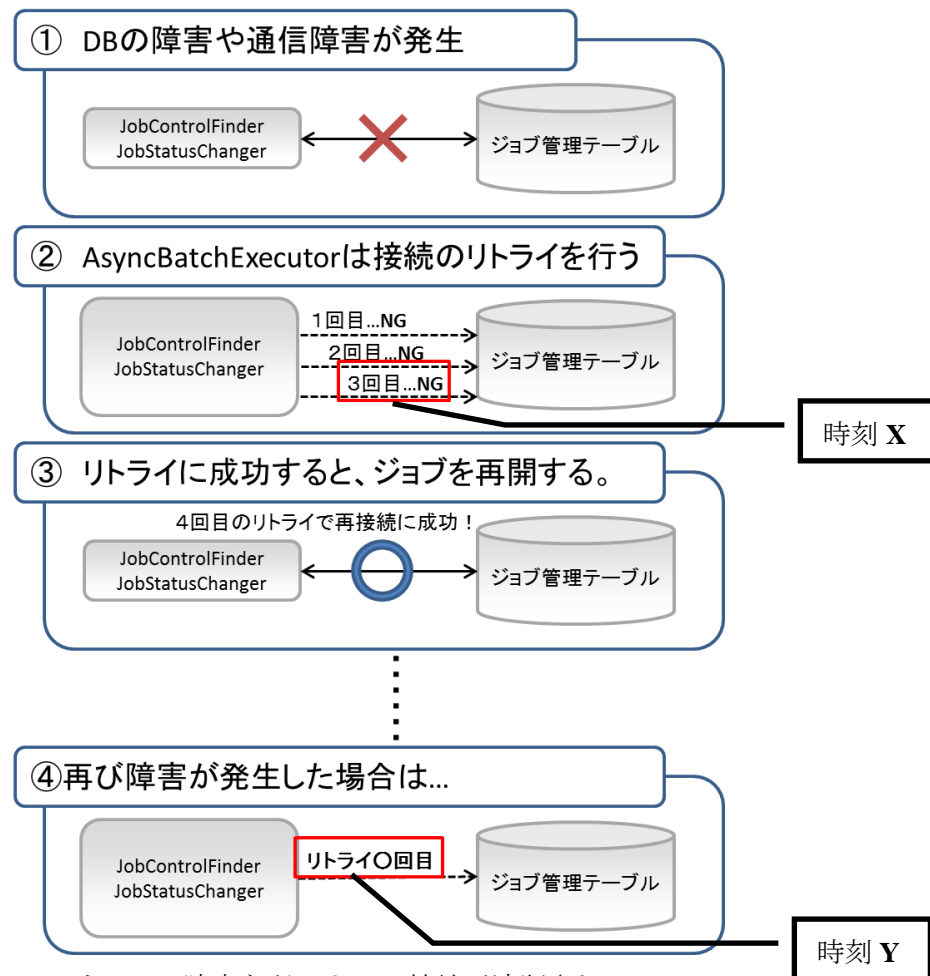 ① DBの障害や通信障害が発生
JobControlFinder
JobStatusChanger
ジョブ管理テーブル
② AsyncBatchExecutorは接続のリトライを行う
JobControlFinder
JobStatusChanger
1回目...NG
2回目...NG
3回目...NG
ジョブ管理テーブル
時刻 X
③ リトライに成功すると、ジョブを再開する。
4回目のリトライで再接続に成功！
JobControlFinder
JobStatusChanger
ジョブ管理テーブル
④再び障害が発生した場合は...
JobControlFinder
JobStatusChanger
リトライ〇回目
ジョブ管理テーブル
時刻 Y